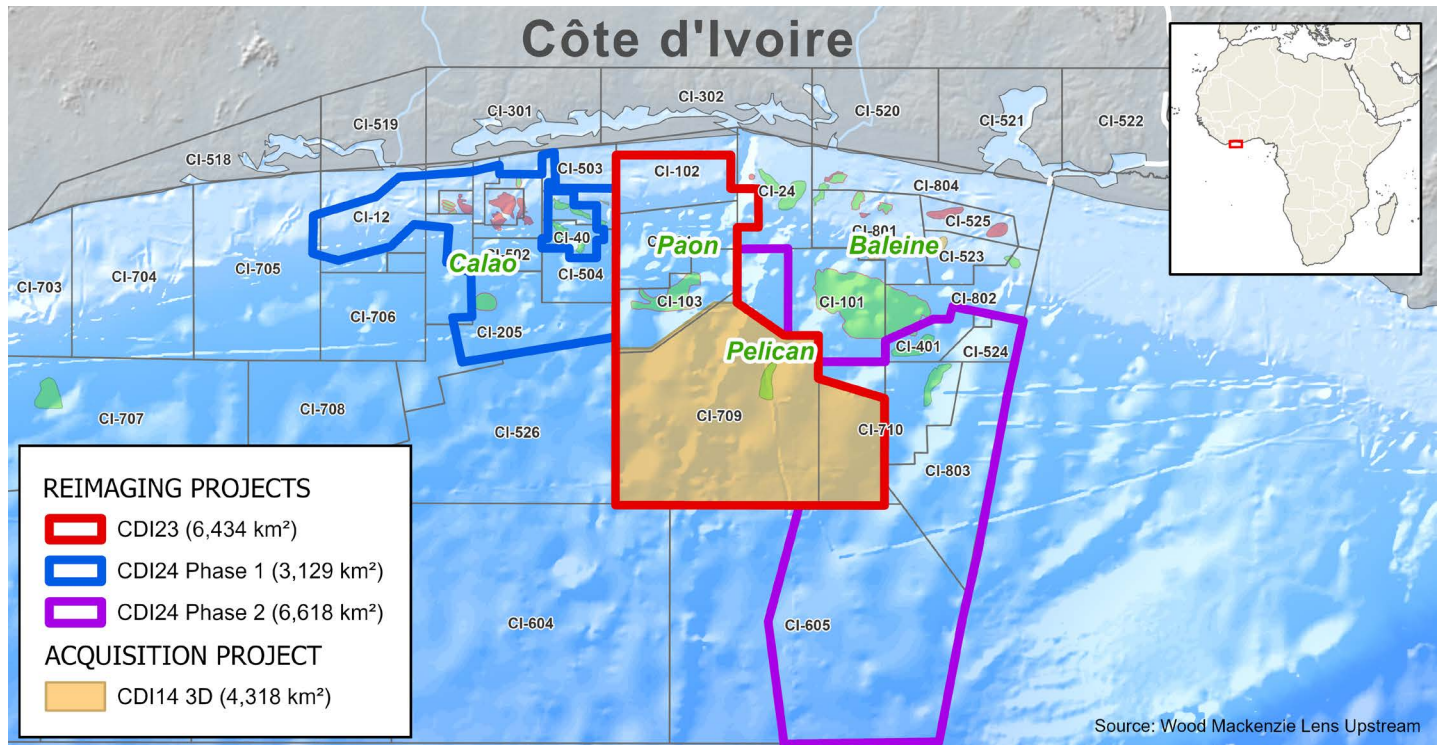 Côte d'Ivoire
CI-301
CI-302
CI-519
CI-520
CI-521
CI-522
CI-518
CI-503
CI-102
CI-24
CI-804
CI-12
CI-525
CI-801
CI-40
CI-502
Paon
Baleine
Calao
CI-523
CI-703
CI-704
CI-705
CI-504
CI-103
CI-101
CI-802
CI-706
CI-205
Pelican
CI-401
CI-524
CI-707
CI-708
CI-526
CI-709
CI-710
CI-803
CI-604
CI-605
REIMAGING PROJECTS
CDI23 (6,434 km²)
CDI24 Phase 1 (3,129 km²)
CDI24 Phase 2 (6,618 km²)
ACQUISITION PROJECT
CDI14 3D (4,318 km²)
Source: Wood Mackenzie Lens Upstream